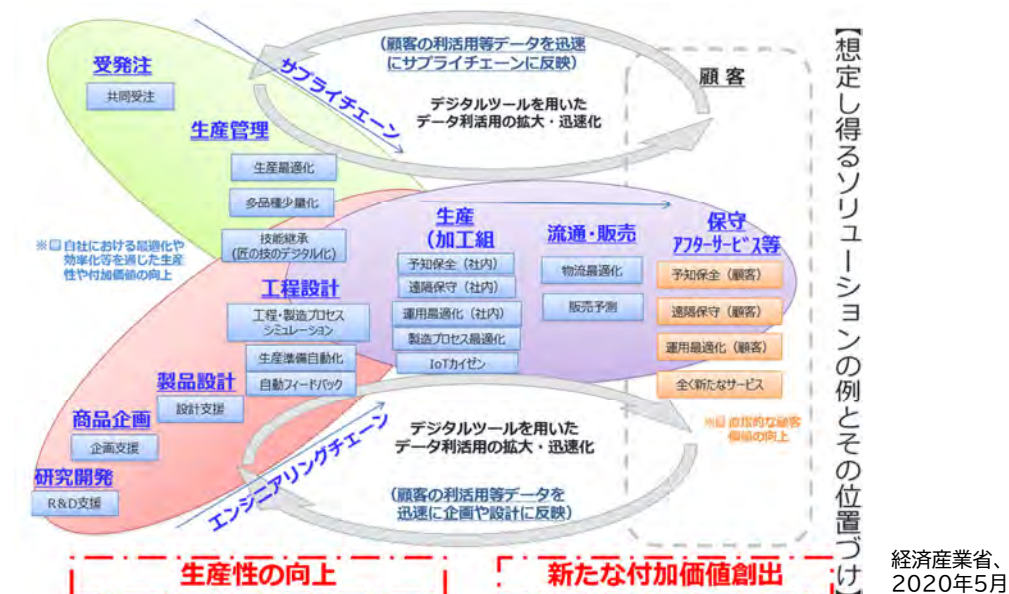 受発注
共同受注
生産管理
生産最適化
多品種少量化
技能継承
(匠の技のデジタル化)
※ 自社における最適化や
効率化等を通じた生産
性や付加価値の向上
サプライチェーン
(顧客の利活用等データを迅速
にサプライチェーンに反映)
デジタルツールを用いた
データ利活用の拡大・迅速化
顧客
工程設計
工程・製造プロセス
シミュレーション
生産準備自動化
自動フィードバック
製品設計
設計支援
商品企画
企画支援
研究開発
R&D支援
エンジニアリングチェーン
生産
(加工組
予知保全(社内)
遠隔保守(社内)
運用最適化(社内)
製造プロセス最適化
IoTカイゼン
流通・販売
物流最適化
販売予測
保守
アフターサービス等
予知保全(顧客)
遠隔保守(顧客)
運用最適化(顧客)
全く新たなサービス
※ 直接的な顧客
価値の向上
デジタルツールを用いた
データ利活用の拡大・迅速化
(顧客の利活用等データを
迅速に企画や設計に反映)
生産性の向上
新たな付加価値創出
【想定し得るソリューションの例とその位置づけ】
経済産業省、
2020年5月